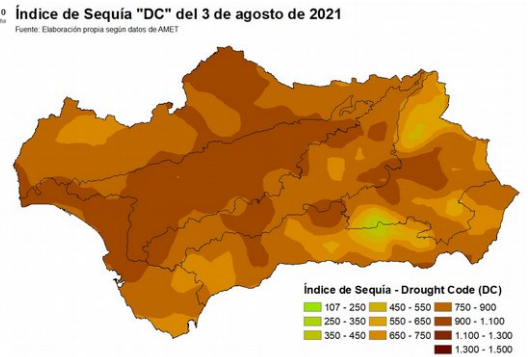 Índice de Sequía "DC" del 3 de agosto de 2021
Fuente: Elaboración propia según datos de AMET
Índice de Sequía - Drought Code (DC)
107 - 250 450 - 550 750 - 900
250 - 350 550 - 650 900 - 1.100
350 - 450 650 - 750 1.100 - 1.300
1.300 - 1.500